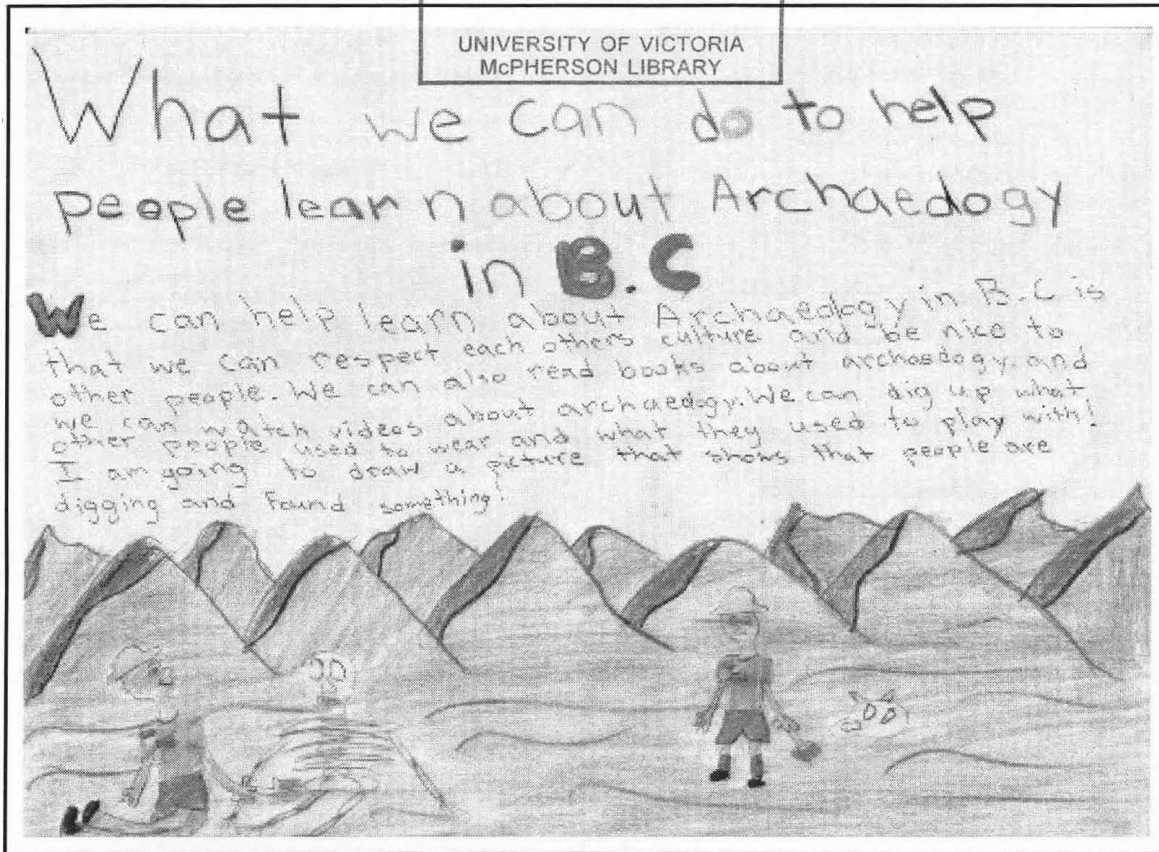 UNIVERSITY OF VICTORIA
McPHERSON LIBRARY
What we can do to help
people learn about Archaedogy
in B.C
We can help learn about Archaedogy in B.C is
that we can respect each others culture and be nice to
other people. We can also read books about archaedogy.and
we can watch videos about archaedogy.We can dig up what
other people used to wear and what they used to play with!
I am going to draw a picture that shows that people are
digging and found something!